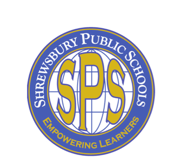 SHREWSBURY PUBLIC SCHOOLS
SPS
EMPOWERING LEARNERS